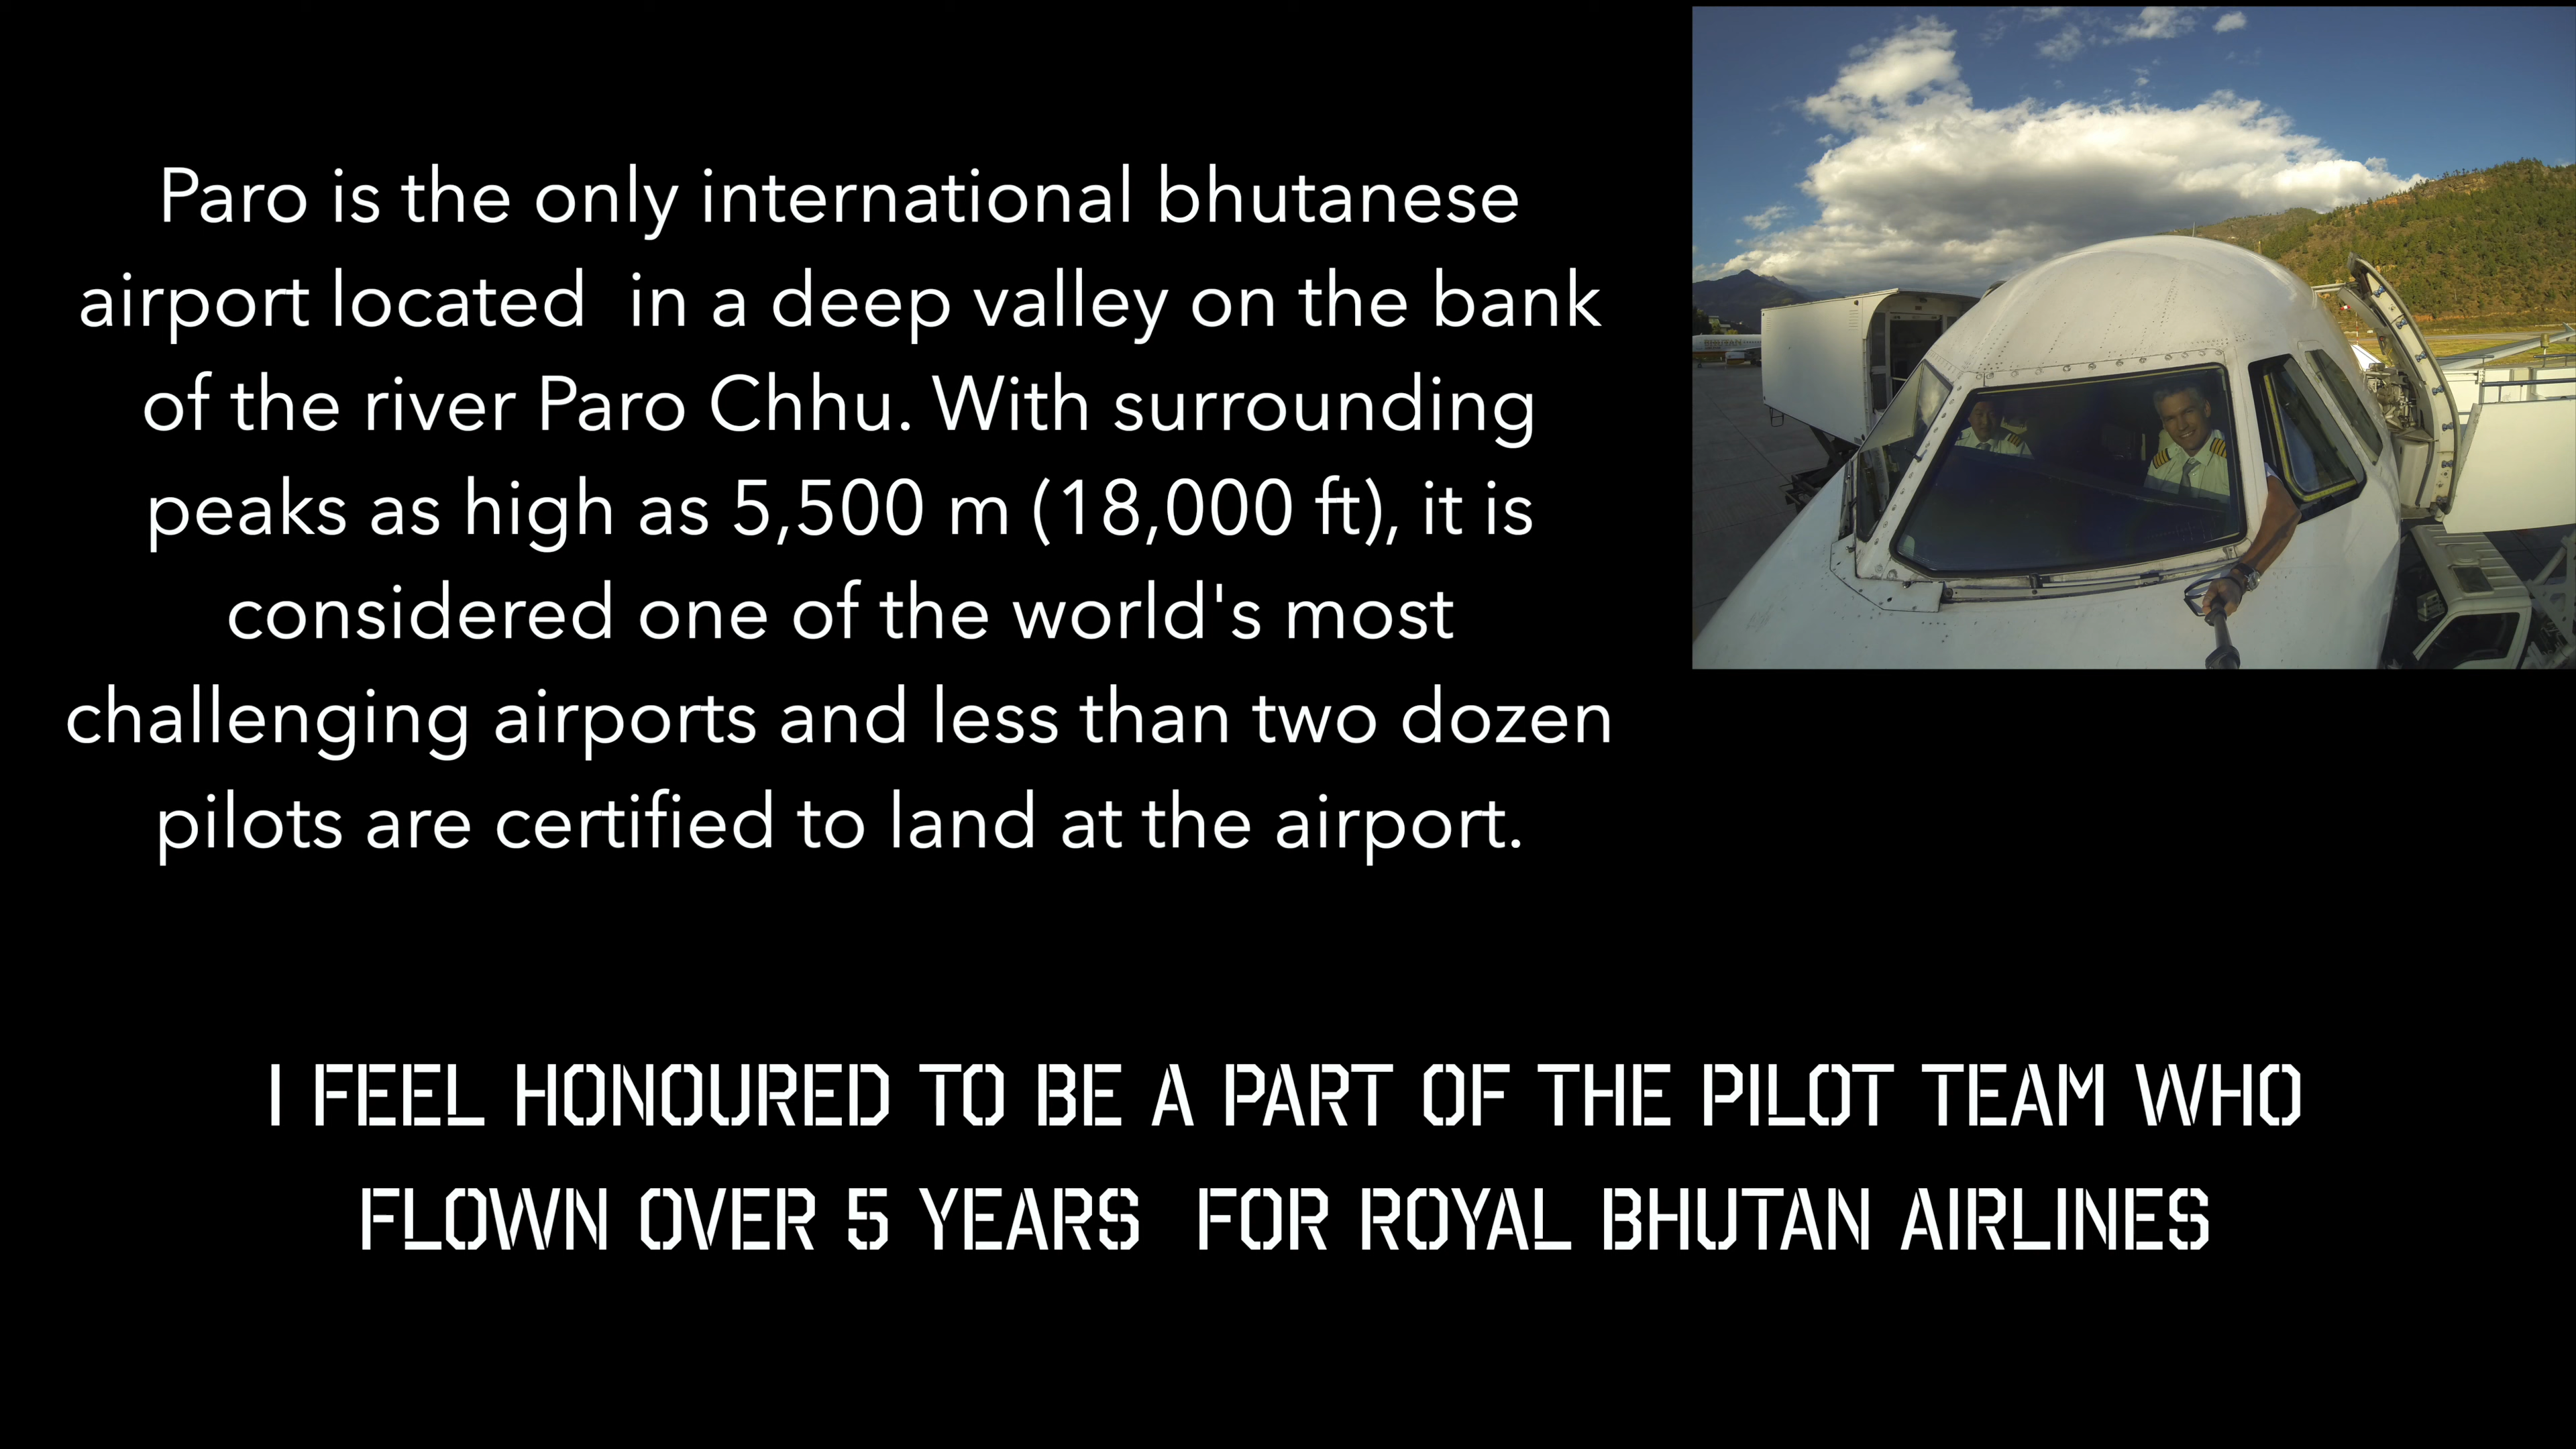 Paro is the only international bhutanese
airport located  in a deep valley on the bank
of the river Paro Chhu. With surrounding
peaks as high as 5,500 m (18,000 ft), it is
considered one of the world's most
challenging airports and less than two dozen
pilots are certified to land at the airport.
I FEEL HONOURED TO BE A PART OF THE PILOT TEAM WHO
FLOWN OVER 5 YEARS  FOR ROYAL BHUTAN AIRLINES